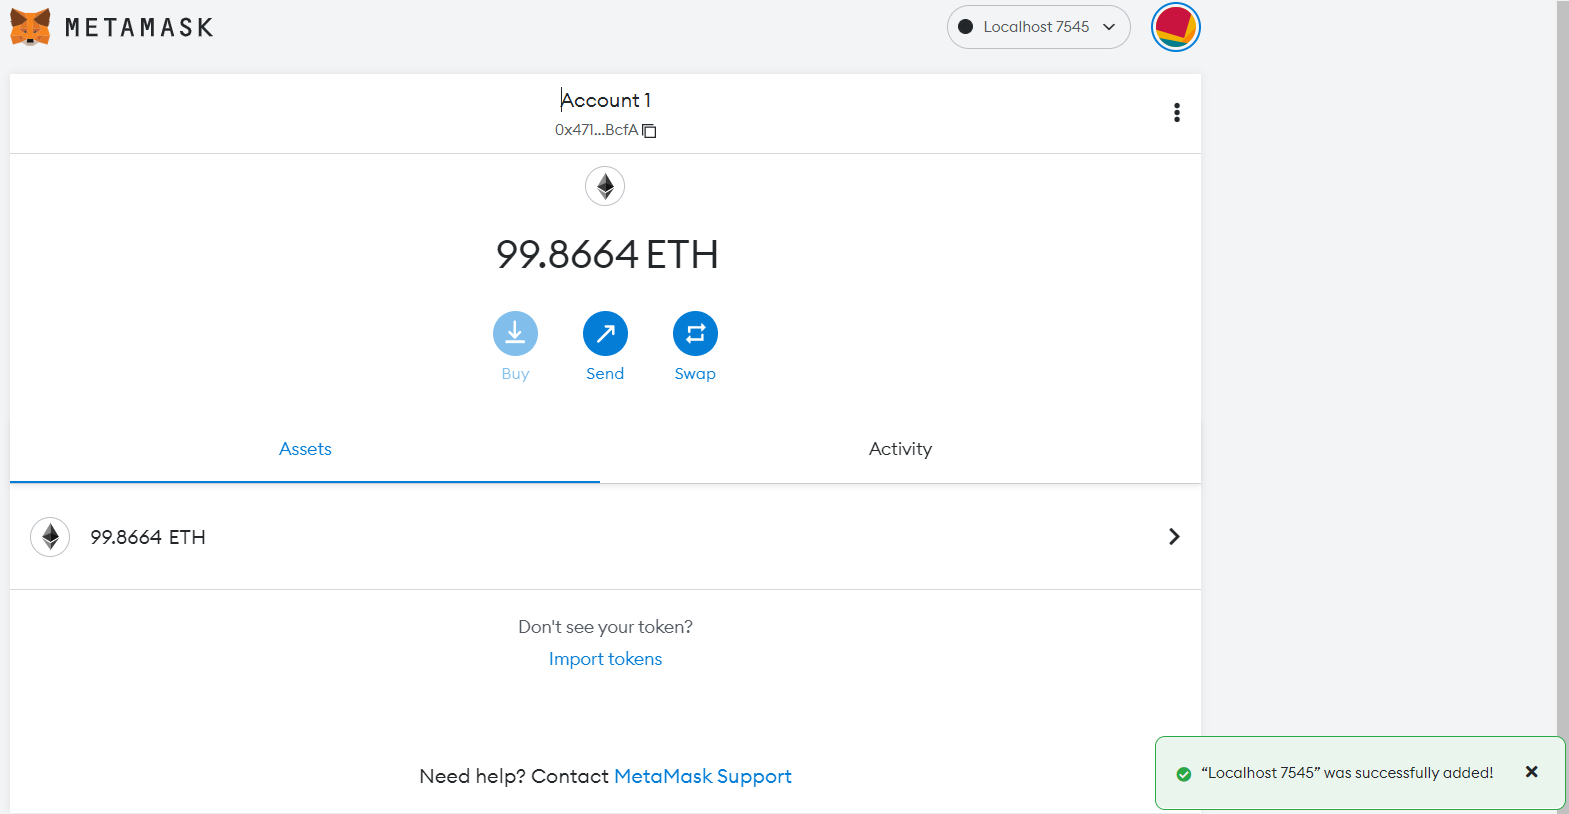 METAMASK
Localhost 7545
Account 1
0x471...BcfA
99.8664 ETH
Buy
Send
Swap
Assets
Activity
99.8664 ETH
Don't see your token?
Import tokens
Need help? Contact MetaMask Support
“Localhost 7545” was successfully added!